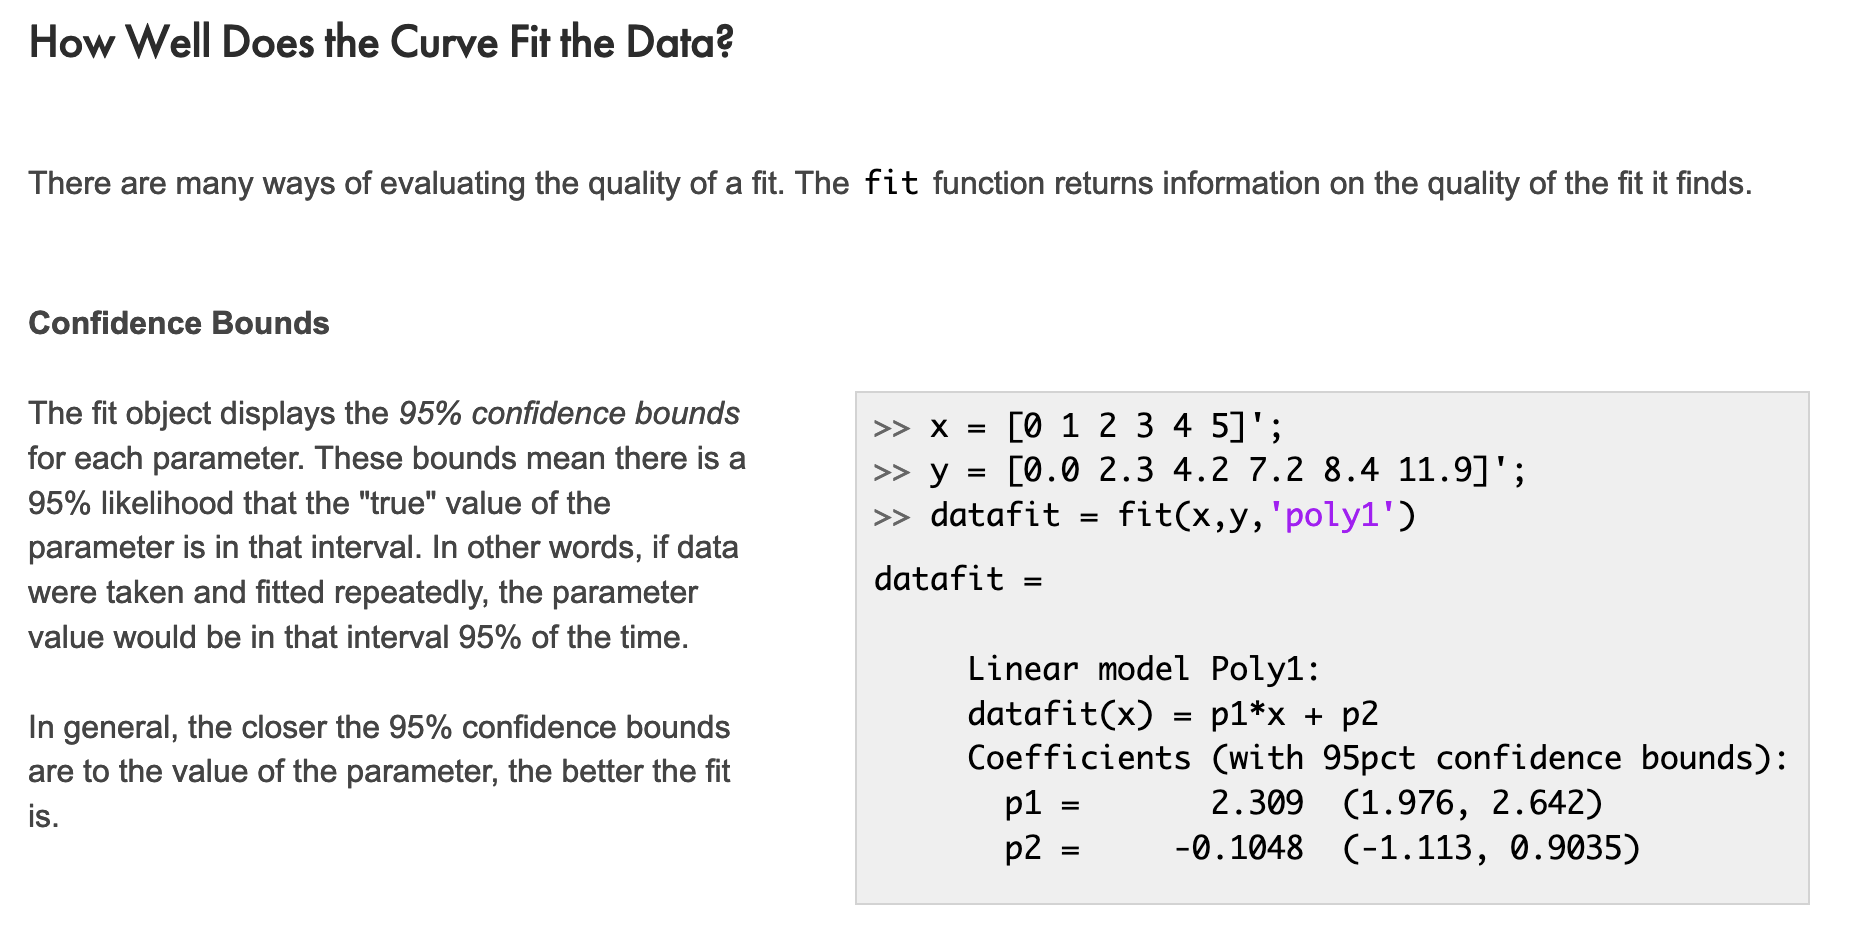 How Well Does the Curve Fit the Data?
There are many ways of evaluating the quality of a fit. The fit function returns information on the quality of the fit it finds.
Confidence Bounds
The fit object displays the 95% confidence bounds
for each parameter. These bounds mean there is a
95% likelihood that the "true" value of the
parameter is in that interval. In other words, if data
were taken and fitted repeatedly, the parameter
value would be in that interval 95% of the time.
In general, the closer the 95% confidence bounds
are to the value of the parameter, the better the fit
is.
>> x = [0 1 2 3 4 5]';
>> y = [0.0 2.3 4.2 7.2 8.4 11.9]';
>> datafit = fit(x,y,'poly1')
datafit =
Linear model Poly1:
datafit(x) = p1*x + p2
Coefficients (with 95pct confidence bounds):
p1 = 2.309 (1.976, 2.642)
p2 = -0.1048 (-1.113, 0.9035)